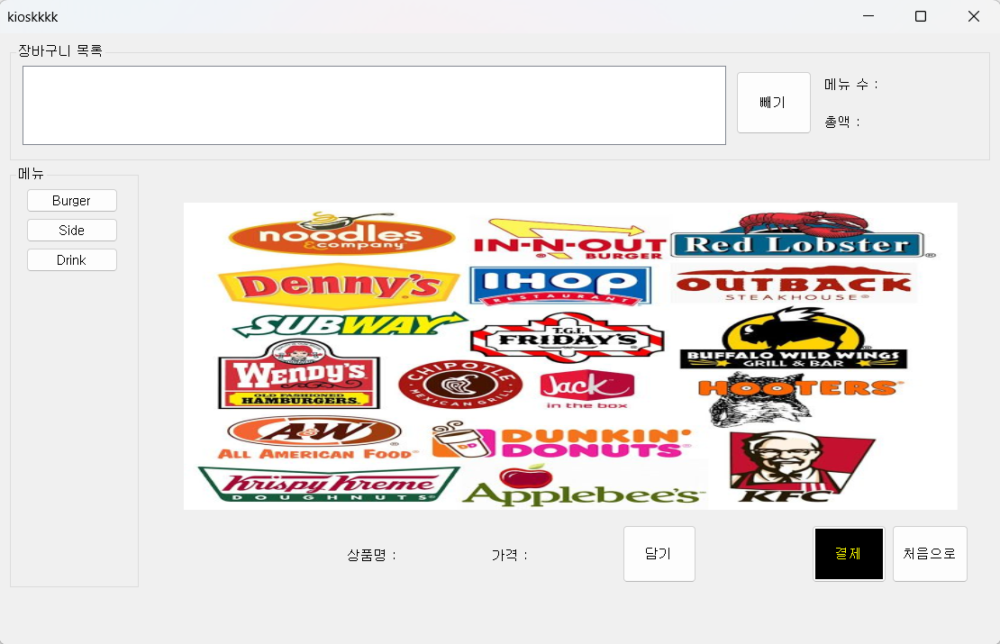 kioskkkk
장바구니 목록
빼기
메뉴 수 :
총액 :
메뉴
Burger
Side
Drink
noodles
&company
IN-N-OUT
BURGER
Red Lobster
Denny's
IHOP
RESTAURANT
OUTBACK
STEAKHOUSE
SUBWAY
T.G.I.
FRIDAY'S
BUFFALO WILD WINGS
GRILL & BAR
WENDY'S
OLD FASHIONED
HAMBURGERS.
CHIPOTLE
MEXICAN GRILL
Jack
in the box
HOOTERS
A&W
ALL AMERICAN FOOD
DD
DUNKIN'
DONUTS
Krispy Kreme
DOUGHNUTS
Applebee's
KFC
상품명 :
가격 :
담기
결제
처음으로